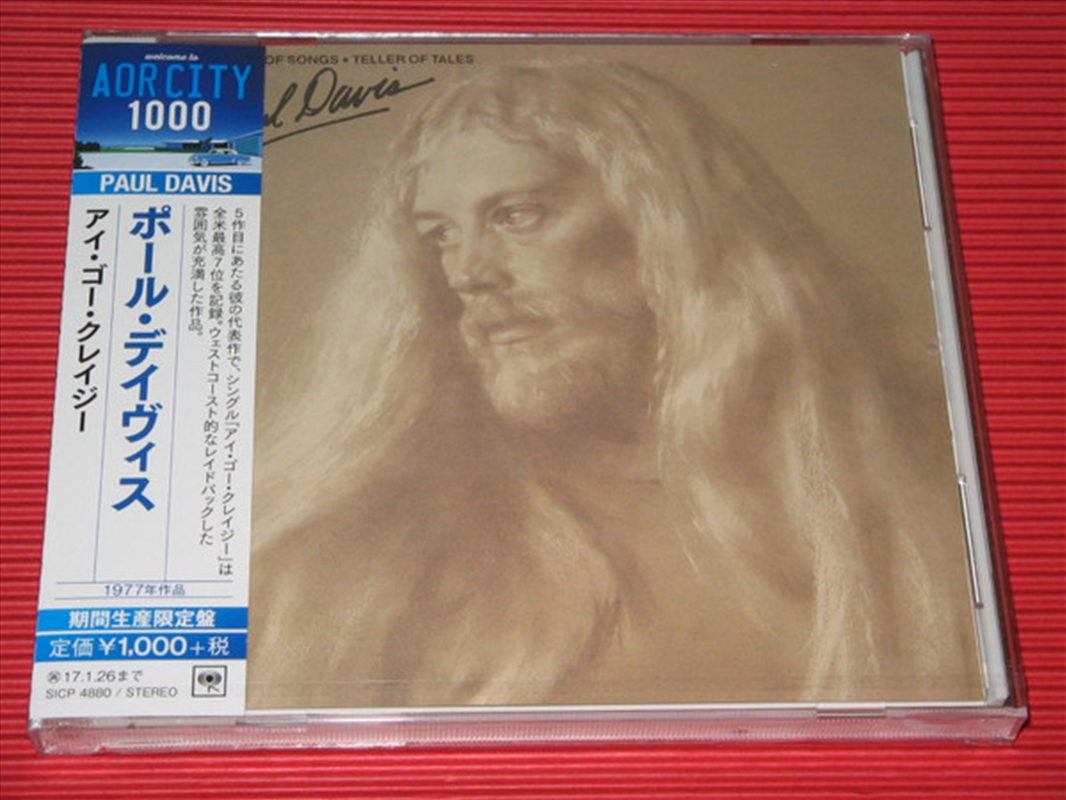 welcome to
AOR CITY
1000
PAUL DAVIS
OF SONGS • TELLER OF TALES
Davis
5作目にあたる彼の代表作で、シングル「アイ・ゴー・クレイジー」は
全米最高7位を記録。ウェストコースト的なレイドバックした
雰囲気が充満した作品。
ポール・デイヴィス
アイ・ゴー・クレイジー
1977年作品
期間生産限定盤
定価¥1,000+税
17.1.26まで
SICP 4880 / STEREO